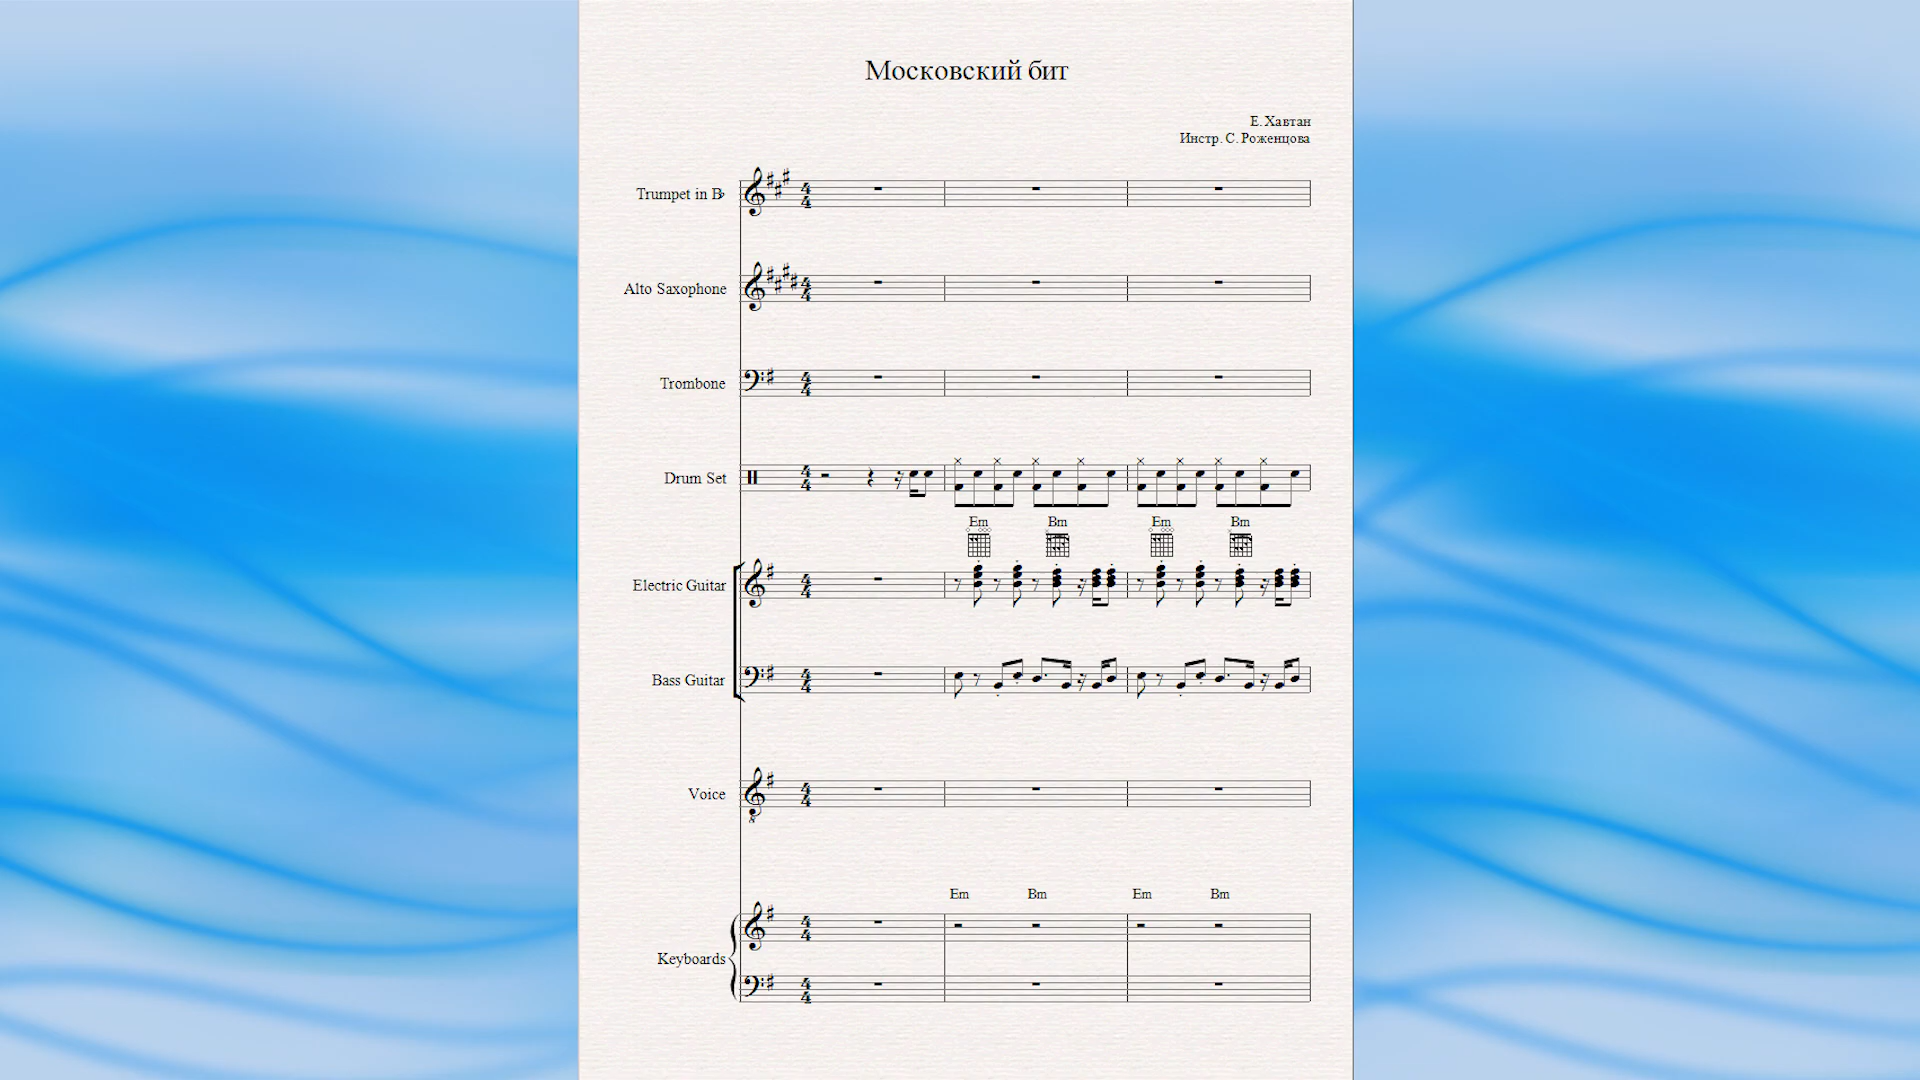 Московский бит
Е. Хавтан
Инстр. С. Роженцова
Trumpet in B♭
Alto Saxophone
Trombone
Drum Set
Em Bm Em Bm
Electric Guitar
Bass Guitar
Voice
8
Em Bm Em Bm
Keyboards